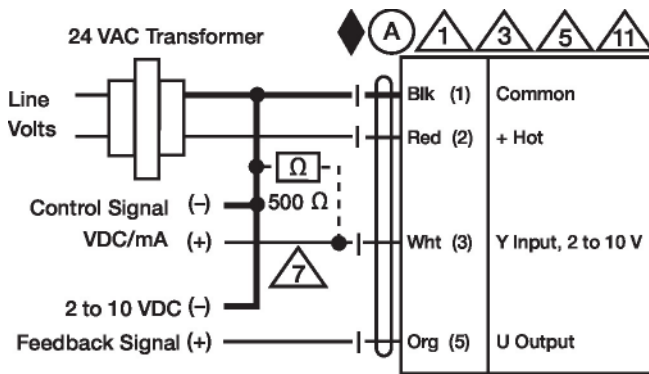 24 VAC Transformer
A 1 3 5 11
Line
Volts
Blk (1) Common
Red (2) + Hot
Ω
500 Ω
Control Signal (-)
VDC/mA (+)
Wht (3) Y Input, 2 to 10 V
7
2 to 10 VDC (-)
Feedback Signal (+)
Org (5) U Output